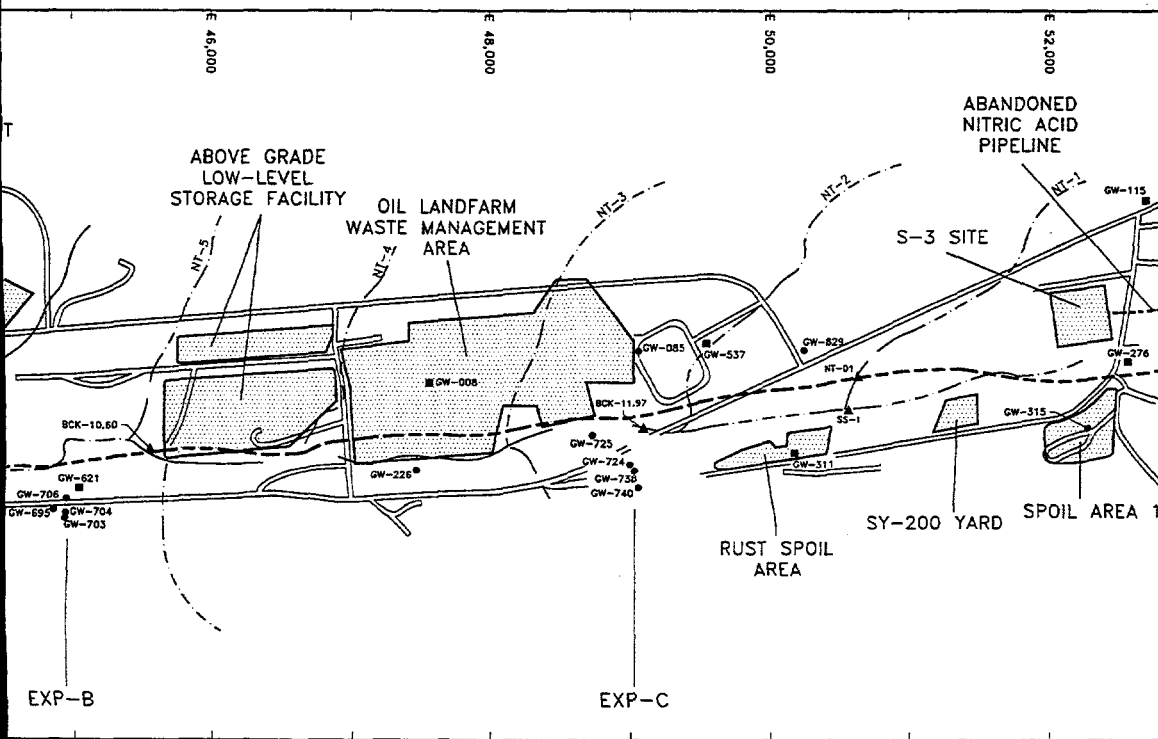 E 46,000
E 48,000
E 50,000
E 52,000
T
ABANDONED
NITRIC ACID
PIPELINE
ABOVE GRADE
LOW-LEVEL
STORAGE FACILITY
OIL LANDFARM
WASTE MANAGEMENT
AREA
NT-5
NT-4
NT-3
NT-2
NT-1
GW-115
S-3 SITE
GW-085
GW-537
GW-829
GW-276
GW-008
NT-01
BCK-11.97
SS-1
GW-315
BCK-10.60
GW-725
GW-226
GW-724
GW-738
GW-740
GW-311
GW-621
GW-706
GW-695
GW-704
GW-703
RUST SPOIL
AREA
SY-200 YARD
SPOIL AREA 1
EXP-B
EXP-C